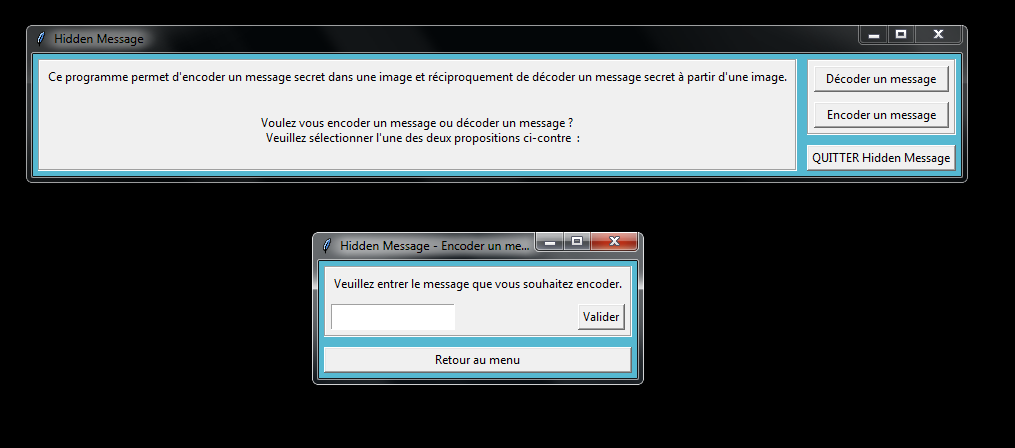 Hidden Message
Ce programme permet d'encoder un message secret dans une image et réciproquement de décoder un message secret à partir d'une image.
Voulez vous encoder un message ou décoder un message ?
Veuillez sélectionner l'une des deux propositions ci-contre :
Décoder un message
Encoder un message
QUITTER Hidden Message
Hidden Message - Encoder un me...
Veuillez entrer le message que vous souhaitez encoder.
Valider
Retour au menu